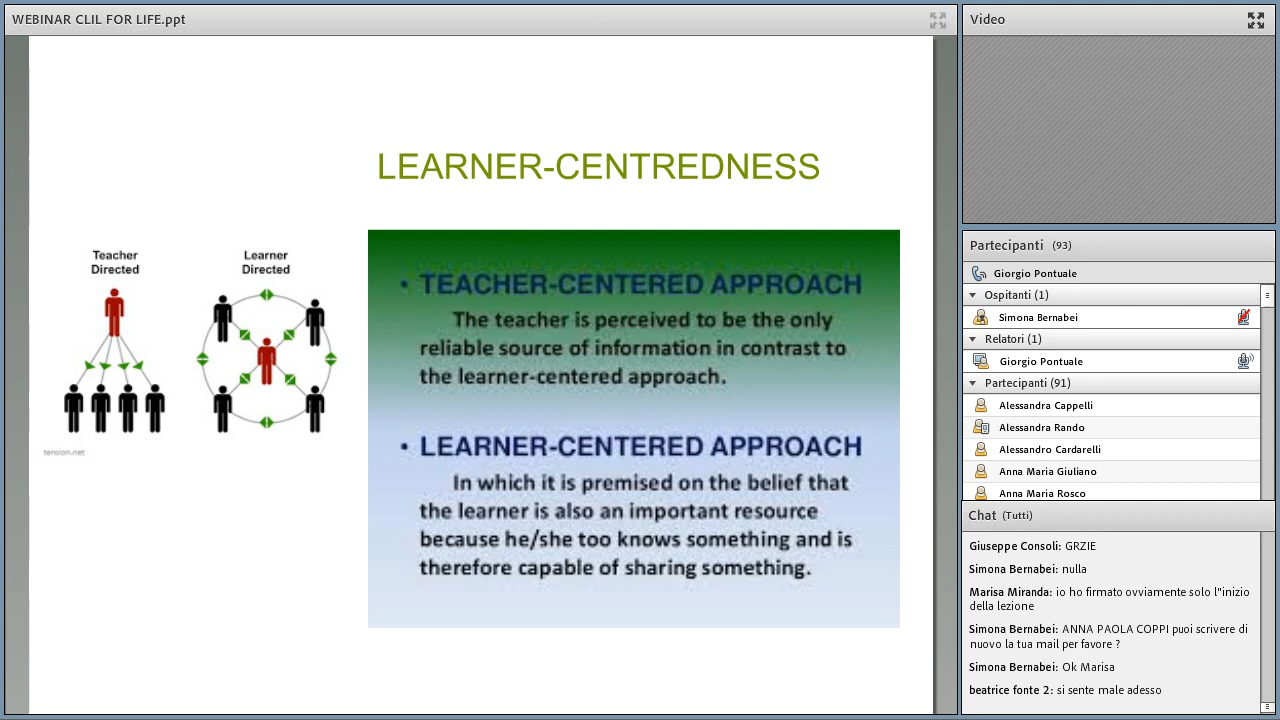 WEBINAR CLIL FOR LIFE.ppt
LEARNER-CENTREDNESS
Teacher
Directed
Learner
Directed
tension.net
• TEACHER-CENTERED APPROACH
The teacher is perceived to be the only
reliable source of information in contrast to
the learner-centered approach.
• LEARNER-CENTERED APPROACH
In which it is premised on the belief that
the learner is also an important resource
because he/she too knows something and is
therefore capable of sharing something.
Video
Partecipanti (93)
Giorgio Pontuale
Ospitanti (1)
Simona Bernabei
Relatori (1)
Giorgio Pontuale
Partecipanti (91)
Alessandra Cappelli
Alessandra Rando
Alessandro Cardarelli
Anna Maria Giuliano
Anna Maria Rosco
Chat (Tutti)
Giuseppe Consoli: GRZIE
Simona Bernabei: nulla
Marisa Miranda: io ho firmato ovviamente solo l"inizio
della lezione
Simona Bernabei: ANNA PAOLA COPPI puoi scrivere di
nuovo la tua mail per favore ?
Simona Bernabei: Ok Marisa
beatrice fonte 2: si sente male adesso